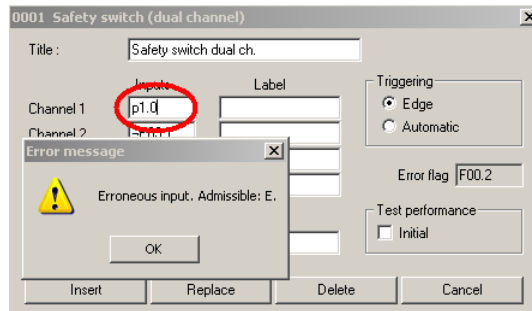 0001 Safety switch (dual channel)
Title : Safety switch dual ch.
Inputs Label Triggering
Channel 1 p1.0 Edge
Channel 2 Automatic
Error message
Erroneous input. Admissible: E.
Error flag F00.2
OK
Test performance
Initial
Insert Replace Delete Cancel